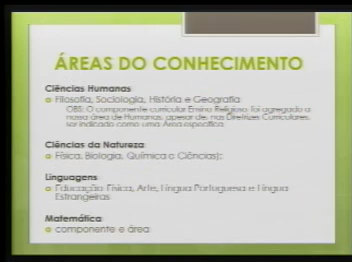 ÁREAS DO CONHECIMENTO
Ciências Humanas
Filosofia, Sociologia, História e Geografia
OBS: O componente curricular Ensino Religioso foi agregado a
nossa área de Humanas, apesar de, nas Diretrizes Curriculares,
ser indicado como uma Área específica
Ciências da Natureza
Física, Biologia, Química e Ciências);
Linguagens
Educação Física, Arte, Língua Portuguesa e Língua
Estrangeiras
Matemática
componente e área